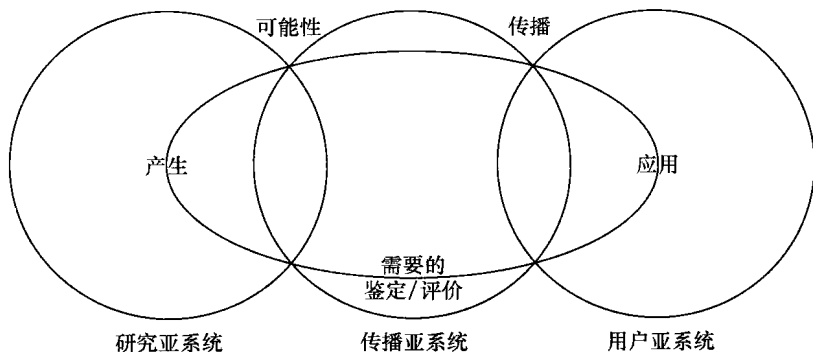 可能性
传播
产生
应用
需要的
鉴定/评价
研究亚系统
传播亚系统
用户亚系统